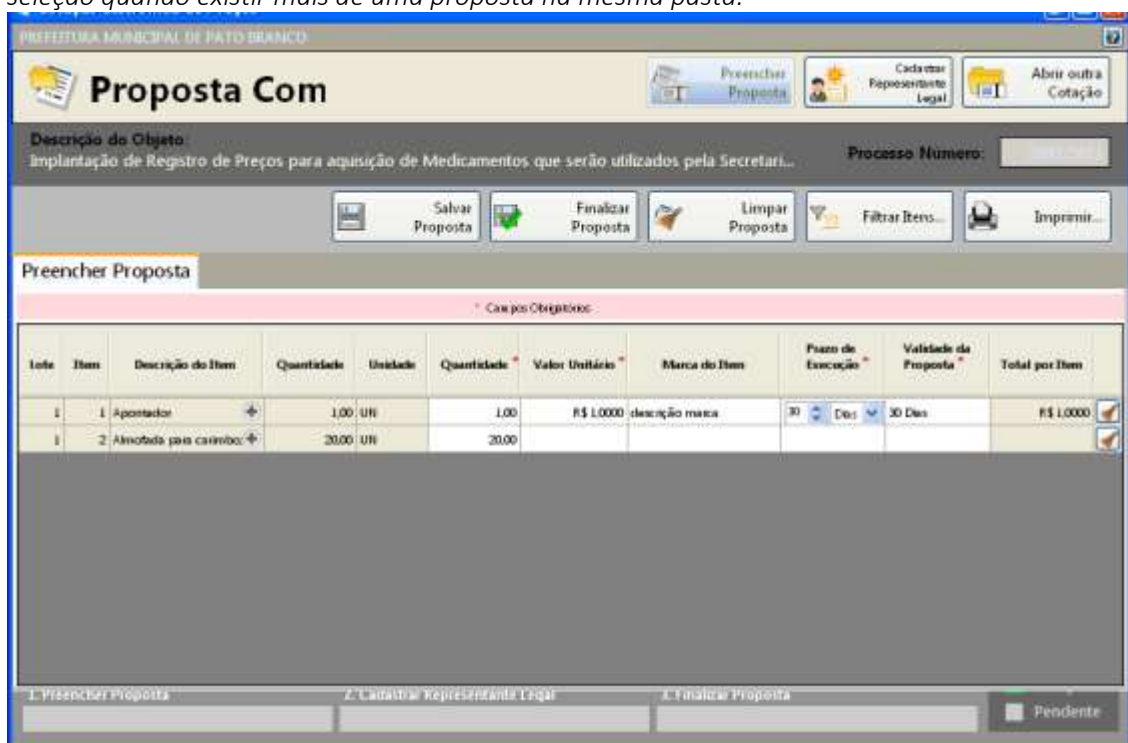 seleção quando existir mais de uma proposta na mesma pasta.
PREFEITURA MUNICIPAL DE PATO BRANCO
Proposta Com
Preencher Proposta
Cadastrar Representante Legal
Abrir outra Cotação
Descrição do Objeto:
Implantação de Registro de Preços para aquisição de Medicamentos que serão utilizados pela Secretari...
Processo Número:
Salvar Proposta
Finalizar Proposta
Limpar Proposta
Filtrar Itens...
Imprimir...
Preencher Proposta
* Campos Obrigatórios
Lote Item Descrição do Item Quantidade Unidade Quantidade * Valor Unitário * Marca do Item Prazo de Execução * Validade da Proposta * Total por Item
1 1 Apontador + 1,00 UN 1,00 R$ 1,0000 descrição marca 30 Dias 30 Dias R$ 1,0000
1 2 Almofada para carimbo; + 20,00 UN 20,00
1. Preencher Proposta 2. Cadastrar Representante Legal 3. Finalizar Proposta
Pendente